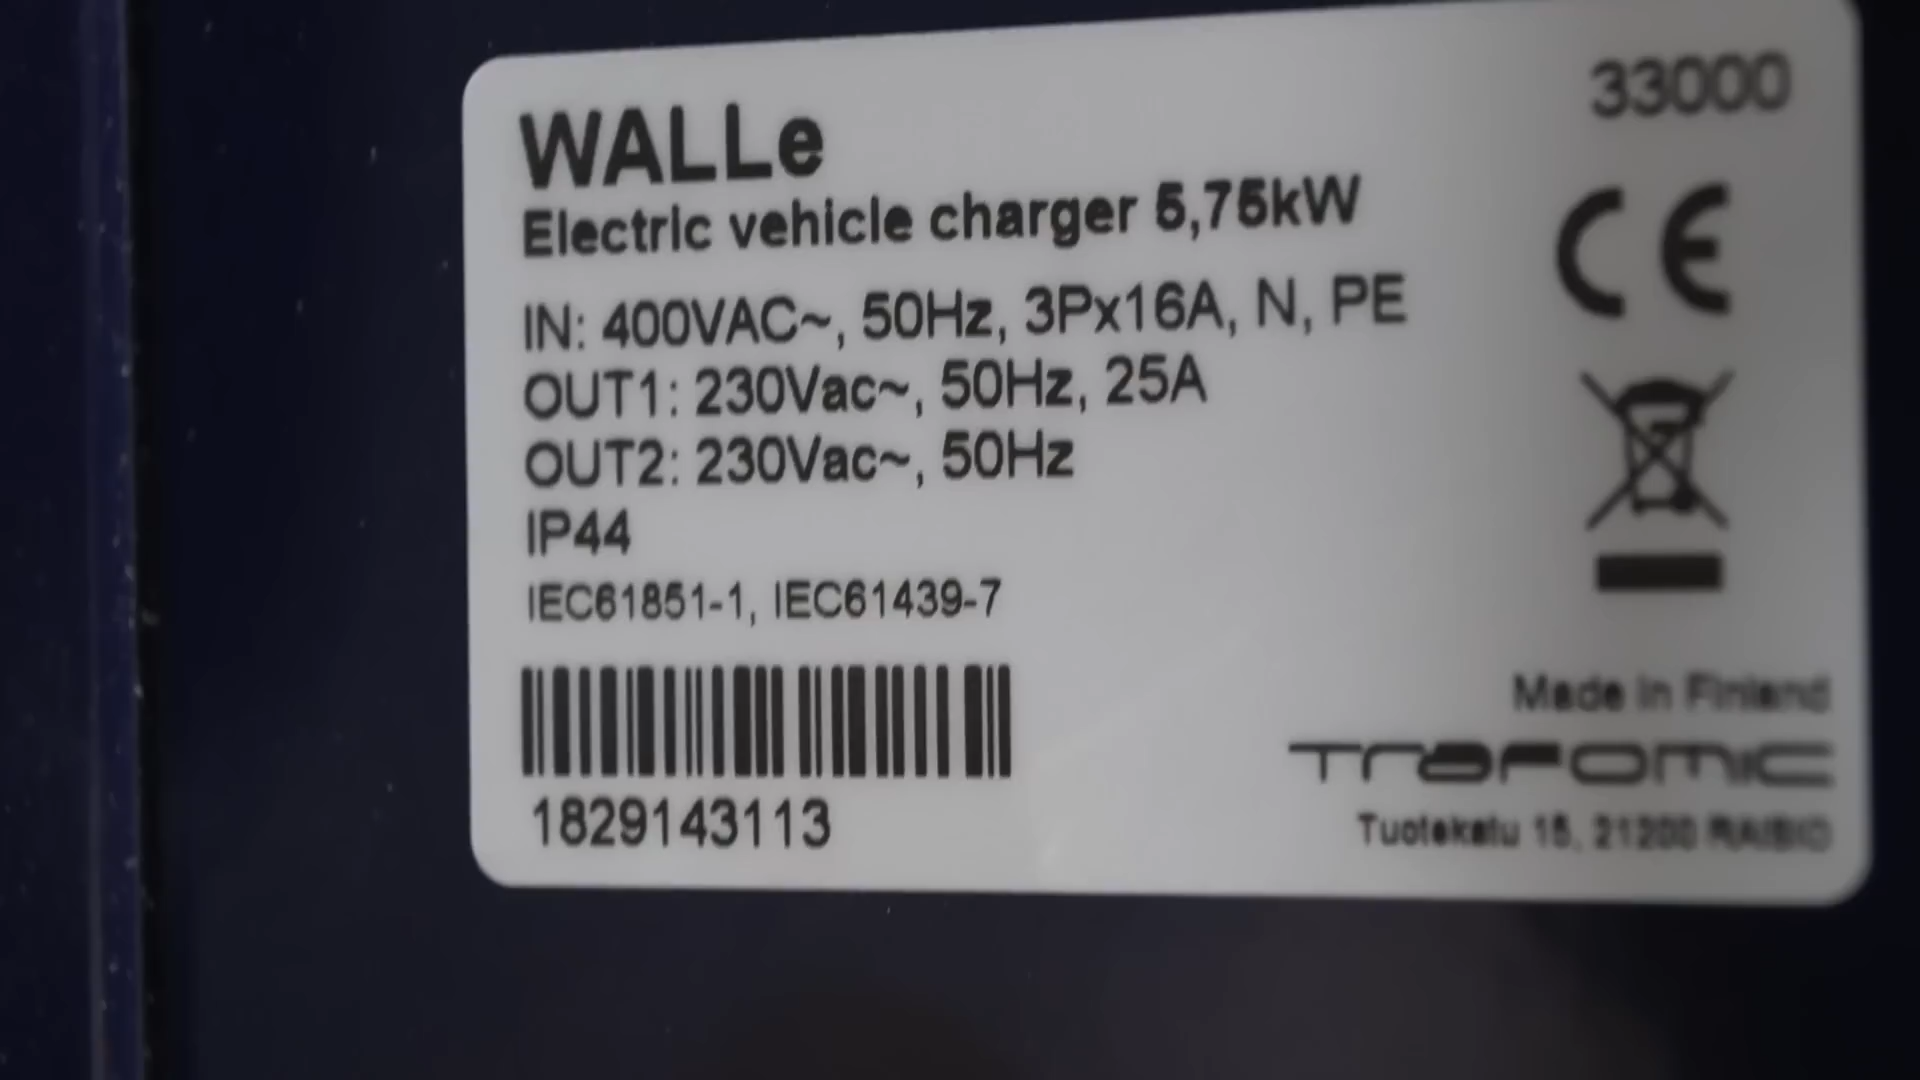 WALLe
33000
Electric vehicle charger 5,75kW
CE
IN: 400VAC~, 50Hz, 3Px16A, N, PE
OUT1: 230Vac~, 50Hz, 25A
OUT2: 230Vac~, 50Hz
IP44
IEC61851-1, IEC61439-7
1829143113
Made in Finland
Trafomic
Tuotekatu 15, 21200 RAISIO